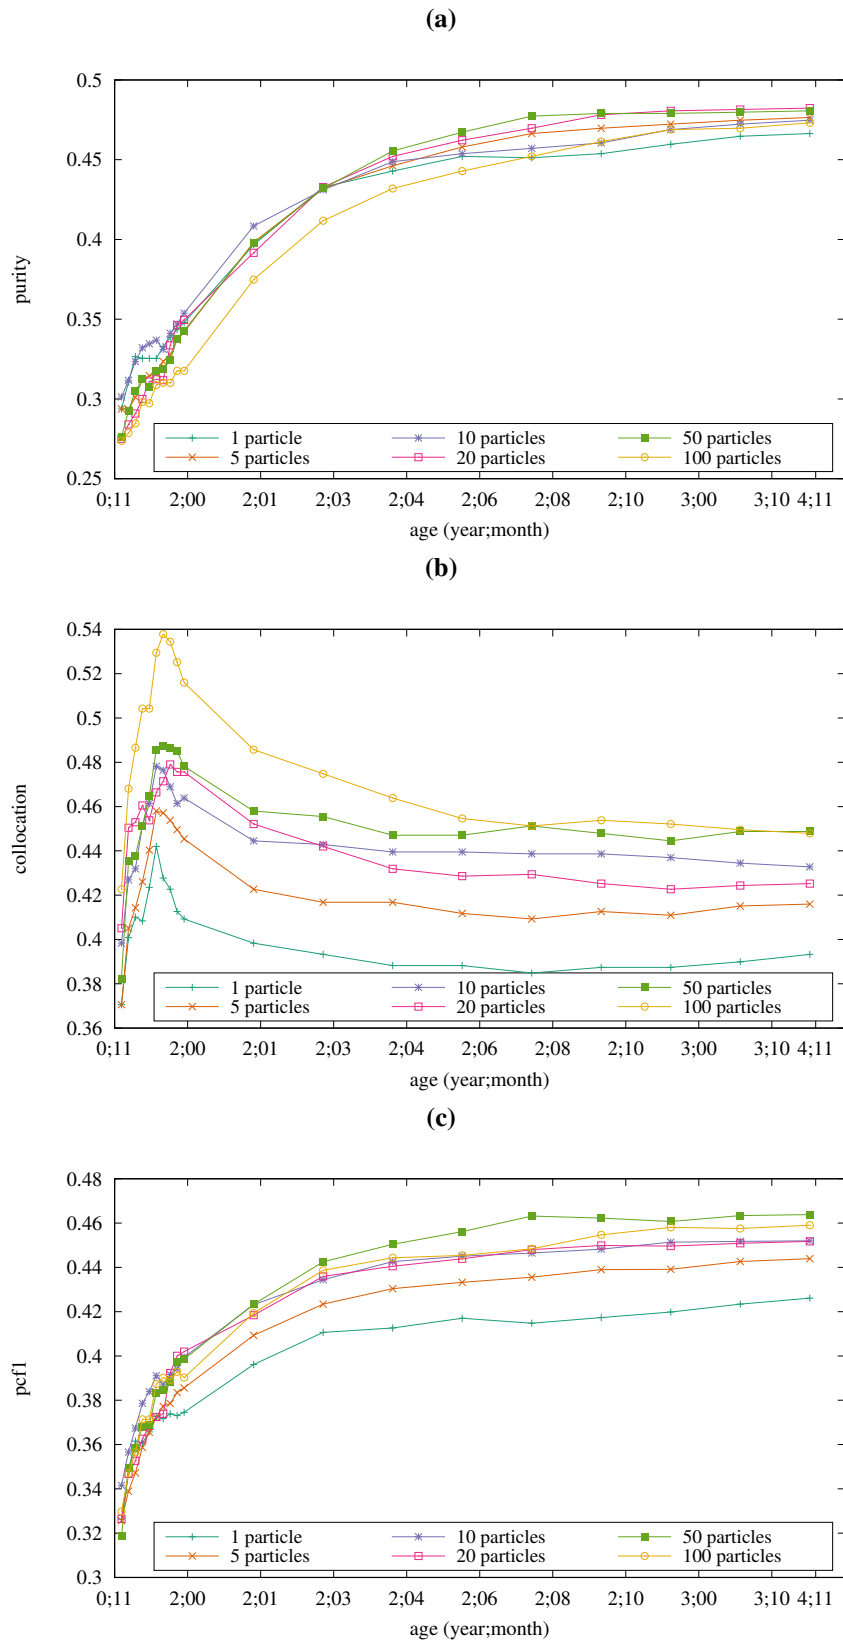 (a)
0.5
0.45
0.4
0.35
0.3
0.25
purity
1 particle 10 particles 50 particles
5 particles 20 particles 100 particles
0;11 2;00 2;01 2;03 2;04 2;06 2;08 2;10 3;00 3;10 4;11
age (year;month)
(b)
0.54
0.52
0.5
0.48
0.46
0.44
0.42
0.4
0.38
0.36
collocation
1 particle 10 particles 50 particles
5 particles 20 particles 100 particles
0;11 2;00 2;01 2;03 2;04 2;06 2;08 2;10 3;00 3;10 4;11
age (year;month)
(c)
0.48
0.46
0.44
0.42
0.4
0.38
0.36
0.34
0.32
0.3
pcf1
1 particle 10 particles 50 particles
5 particles 20 particles 100 particles
0;11 2;00 2;01 2;03 2;04 2;06 2;08 2;10 3;00 3;10 4;11
age (year;month)